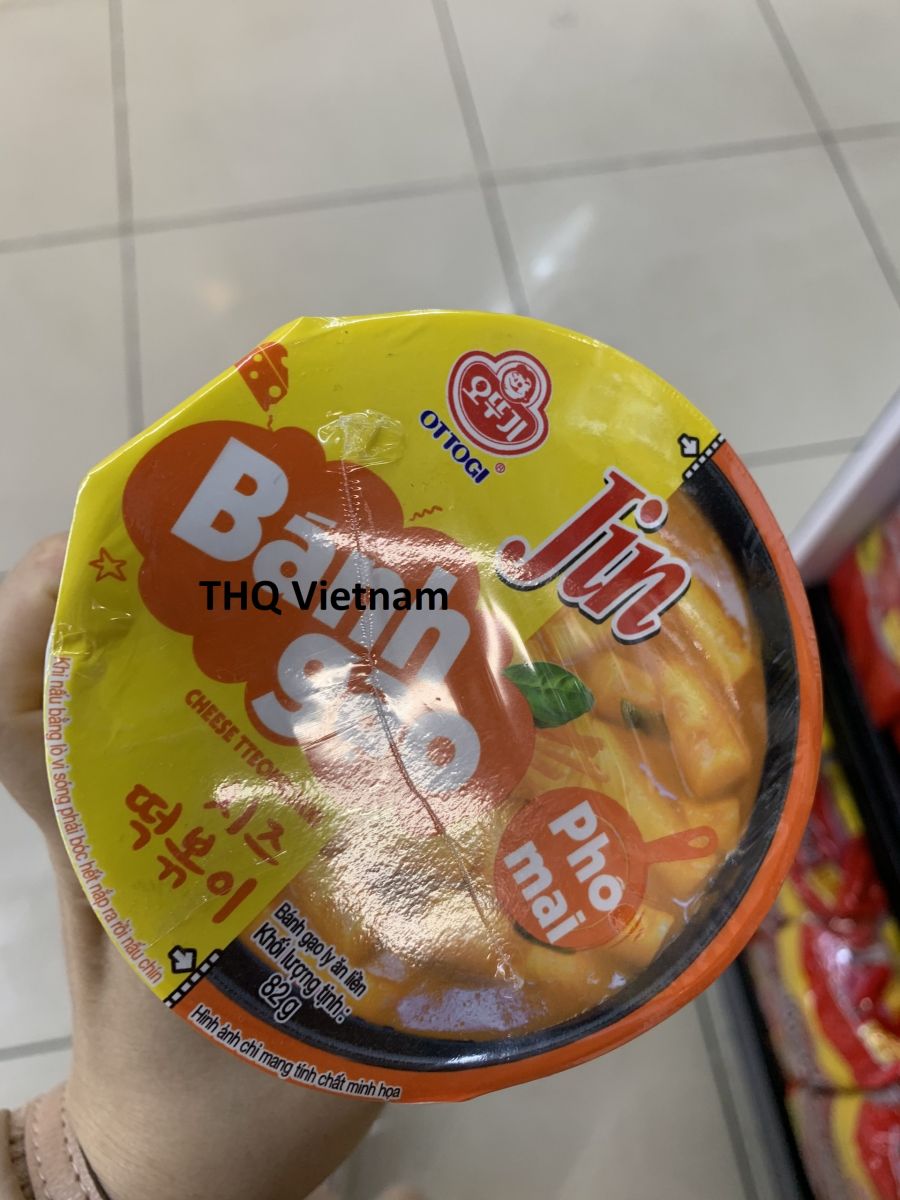 오뚜기
OTTOGI
®
Jin
Bánh
gạo
THQ Vietnam
CHEESE
치즈
떡볶이
Phô
mai
Bánh gạo ly ăn liền
Khối lượng tịnh:
82g
Khi nấu bằng lò vi sóng phải bóc hết nắp ra rồi nấu chín
Hình ảnh chỉ mang tính chất minh họa